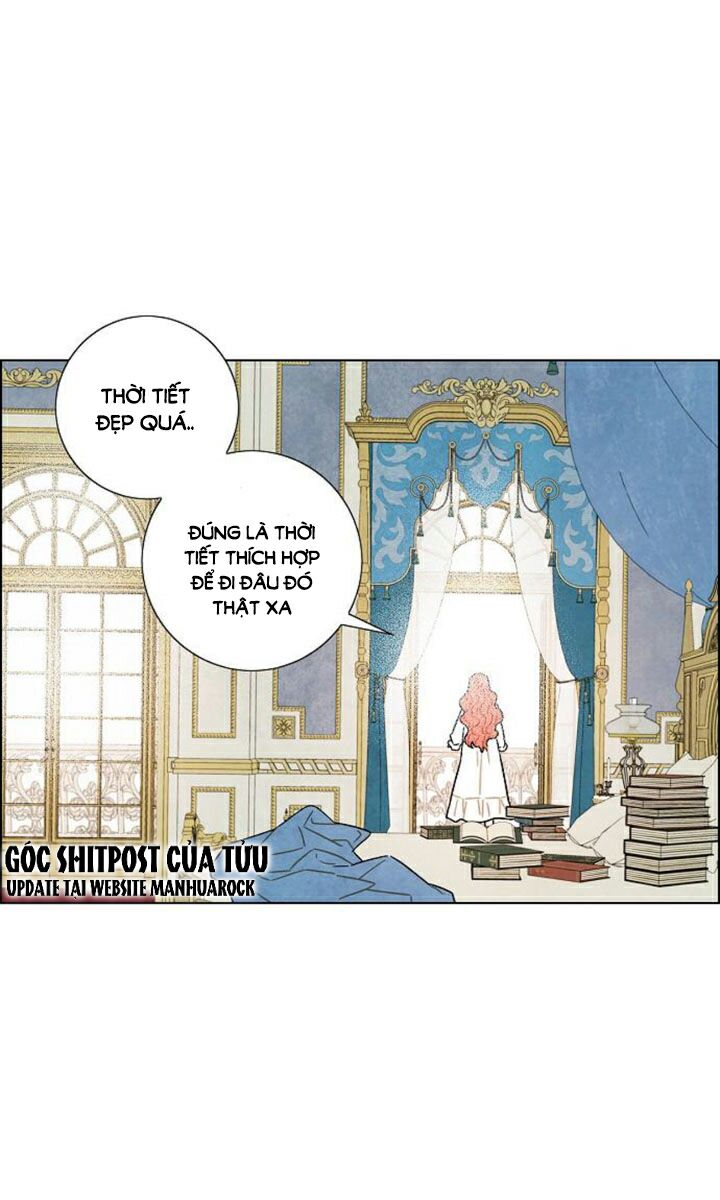 THỜI TIẾT
ĐẸP QUÁ..
ĐÚNG LÀ THỜI
TIẾT THÍCH HỢP
ĐỂ ĐI ĐÂU ĐÓ
THẬT XA
GÓC SHITPOST CỦA TỬU
UPDATE TẠI WEBSITE MANHUAROCK